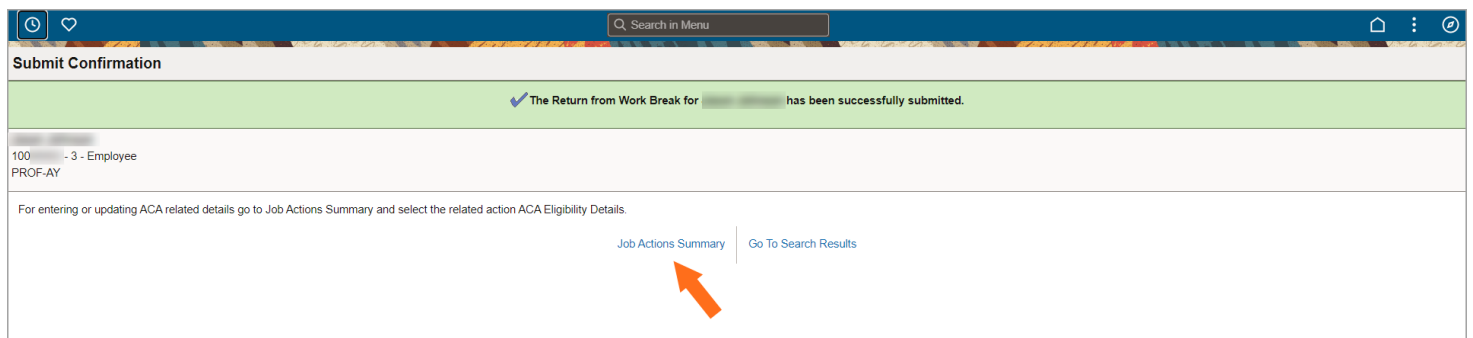 Search in Menu
Submit Confirmation
The Return from Work Break for has been successfully submitted.
100 - 3 - Employee
PROF-AY
For entering or updating ACA related details go to Job Actions Summary and select the related action ACA Eligibility Details.
Job Actions Summary Go To Search Results